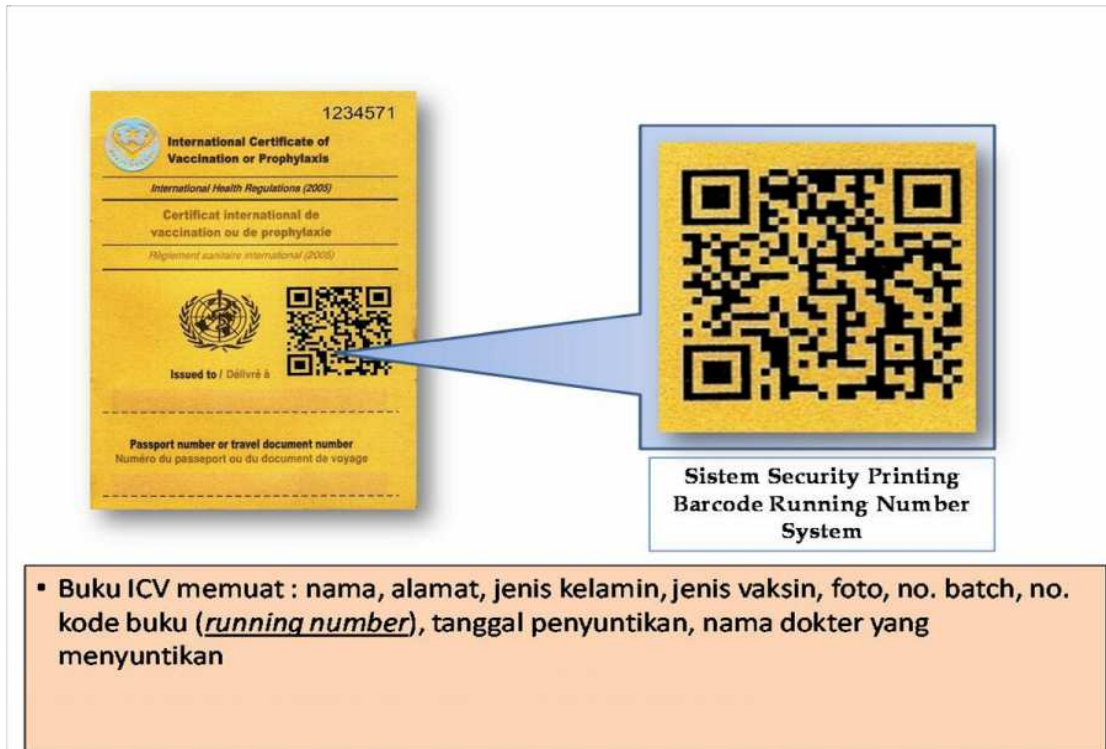 1234571
International Certificate of
Vaccination or Prophylaxis
International Health Regulations (2005)
Certificat international de
vaccination ou de prophylaxie
Règlement sanitaire international (2005)
Issued to / Délivré à
Passport number or travel document number
Numéro du passeport ou du document de voyage
Sistem Security Printing
Barcode Running Number
System
▪ Buku ICV memuat : nama, alamat, jenis kelamin, jenis vaksin, foto, no. batch, no.
kode buku (running number), tanggal penyuntikan, nama dokter yang
menyuntikan